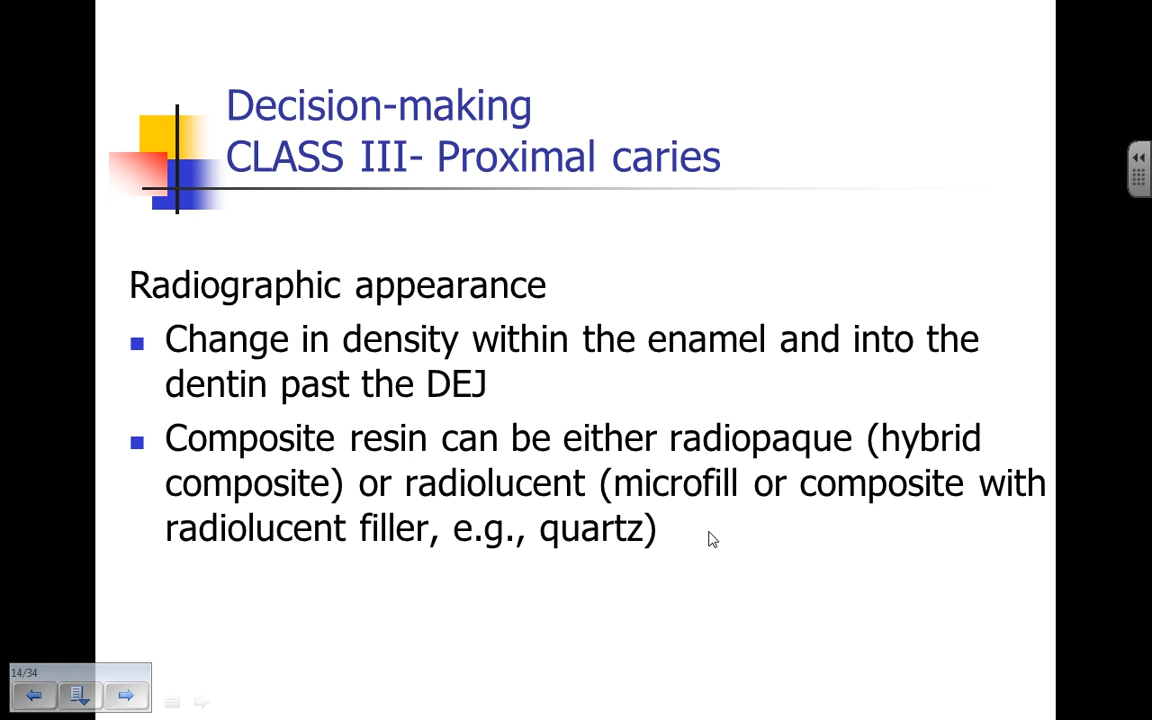 Decision-making
CLASS III- Proximal caries
Radiographic appearance
Change in density within the enamel and into the
dentin past the DEJ
Composite resin can be either radiopaque (hybrid
composite) or radiolucent (microfill or composite with
radiolucent filler, e.g., quartz)
14/34